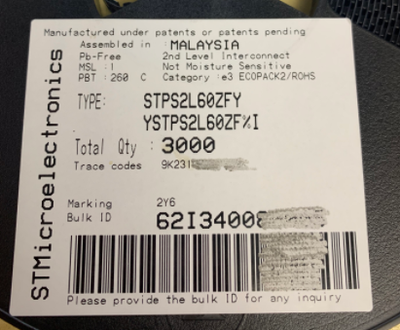 Manufactured under patents or patents pending
Assembled in : MALAYSIA
Pb-Free 2nd Level Interconnect
MSL : 1 Not Moisture Sensitive
PBT : 260 C Category : e3 ECOPACK2/ROHS
TYPE: STPS2L60ZFY
YSTPS2L60ZF%I
Total Qty : 3000
Trace codes 9K231
Marking 2Y6
Bulk ID 62I34008
Please provide the bulk ID for any inquiry
STMicroelectronics